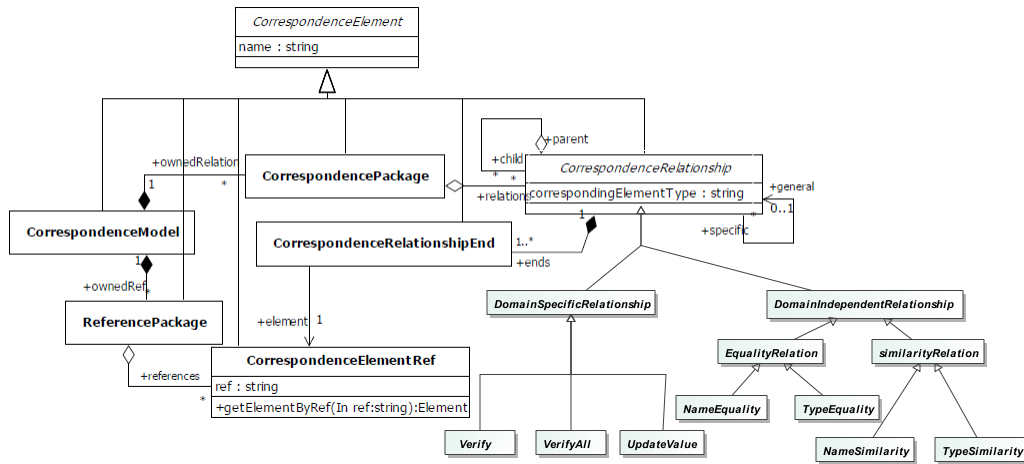 CorrespondenceElement
name : string
+parent
+child
*
*
CorrespondenceRelationship
correspondingElementType : string
+ownedRelation
1
*
CorrespondencePackage
+relations
+general
0..1
*
+specific
1
CorrespondenceModel
CorrespondenceRelationshipEnd
1..*
+ends
1
+ownedRef
*
ReferencePackage
+element
1
DomainSpecificRelationship
DomainIndependentRelationship
CorrespondenceElementRef
ref : string
+getElementByRef(In ref:string):Element
+references
*
EqualityRelation
similarityRelation
NameEquality
TypeEquality
Verify
VerifyAll
UpdateValue
NameSimilarity
TypeSimilarity